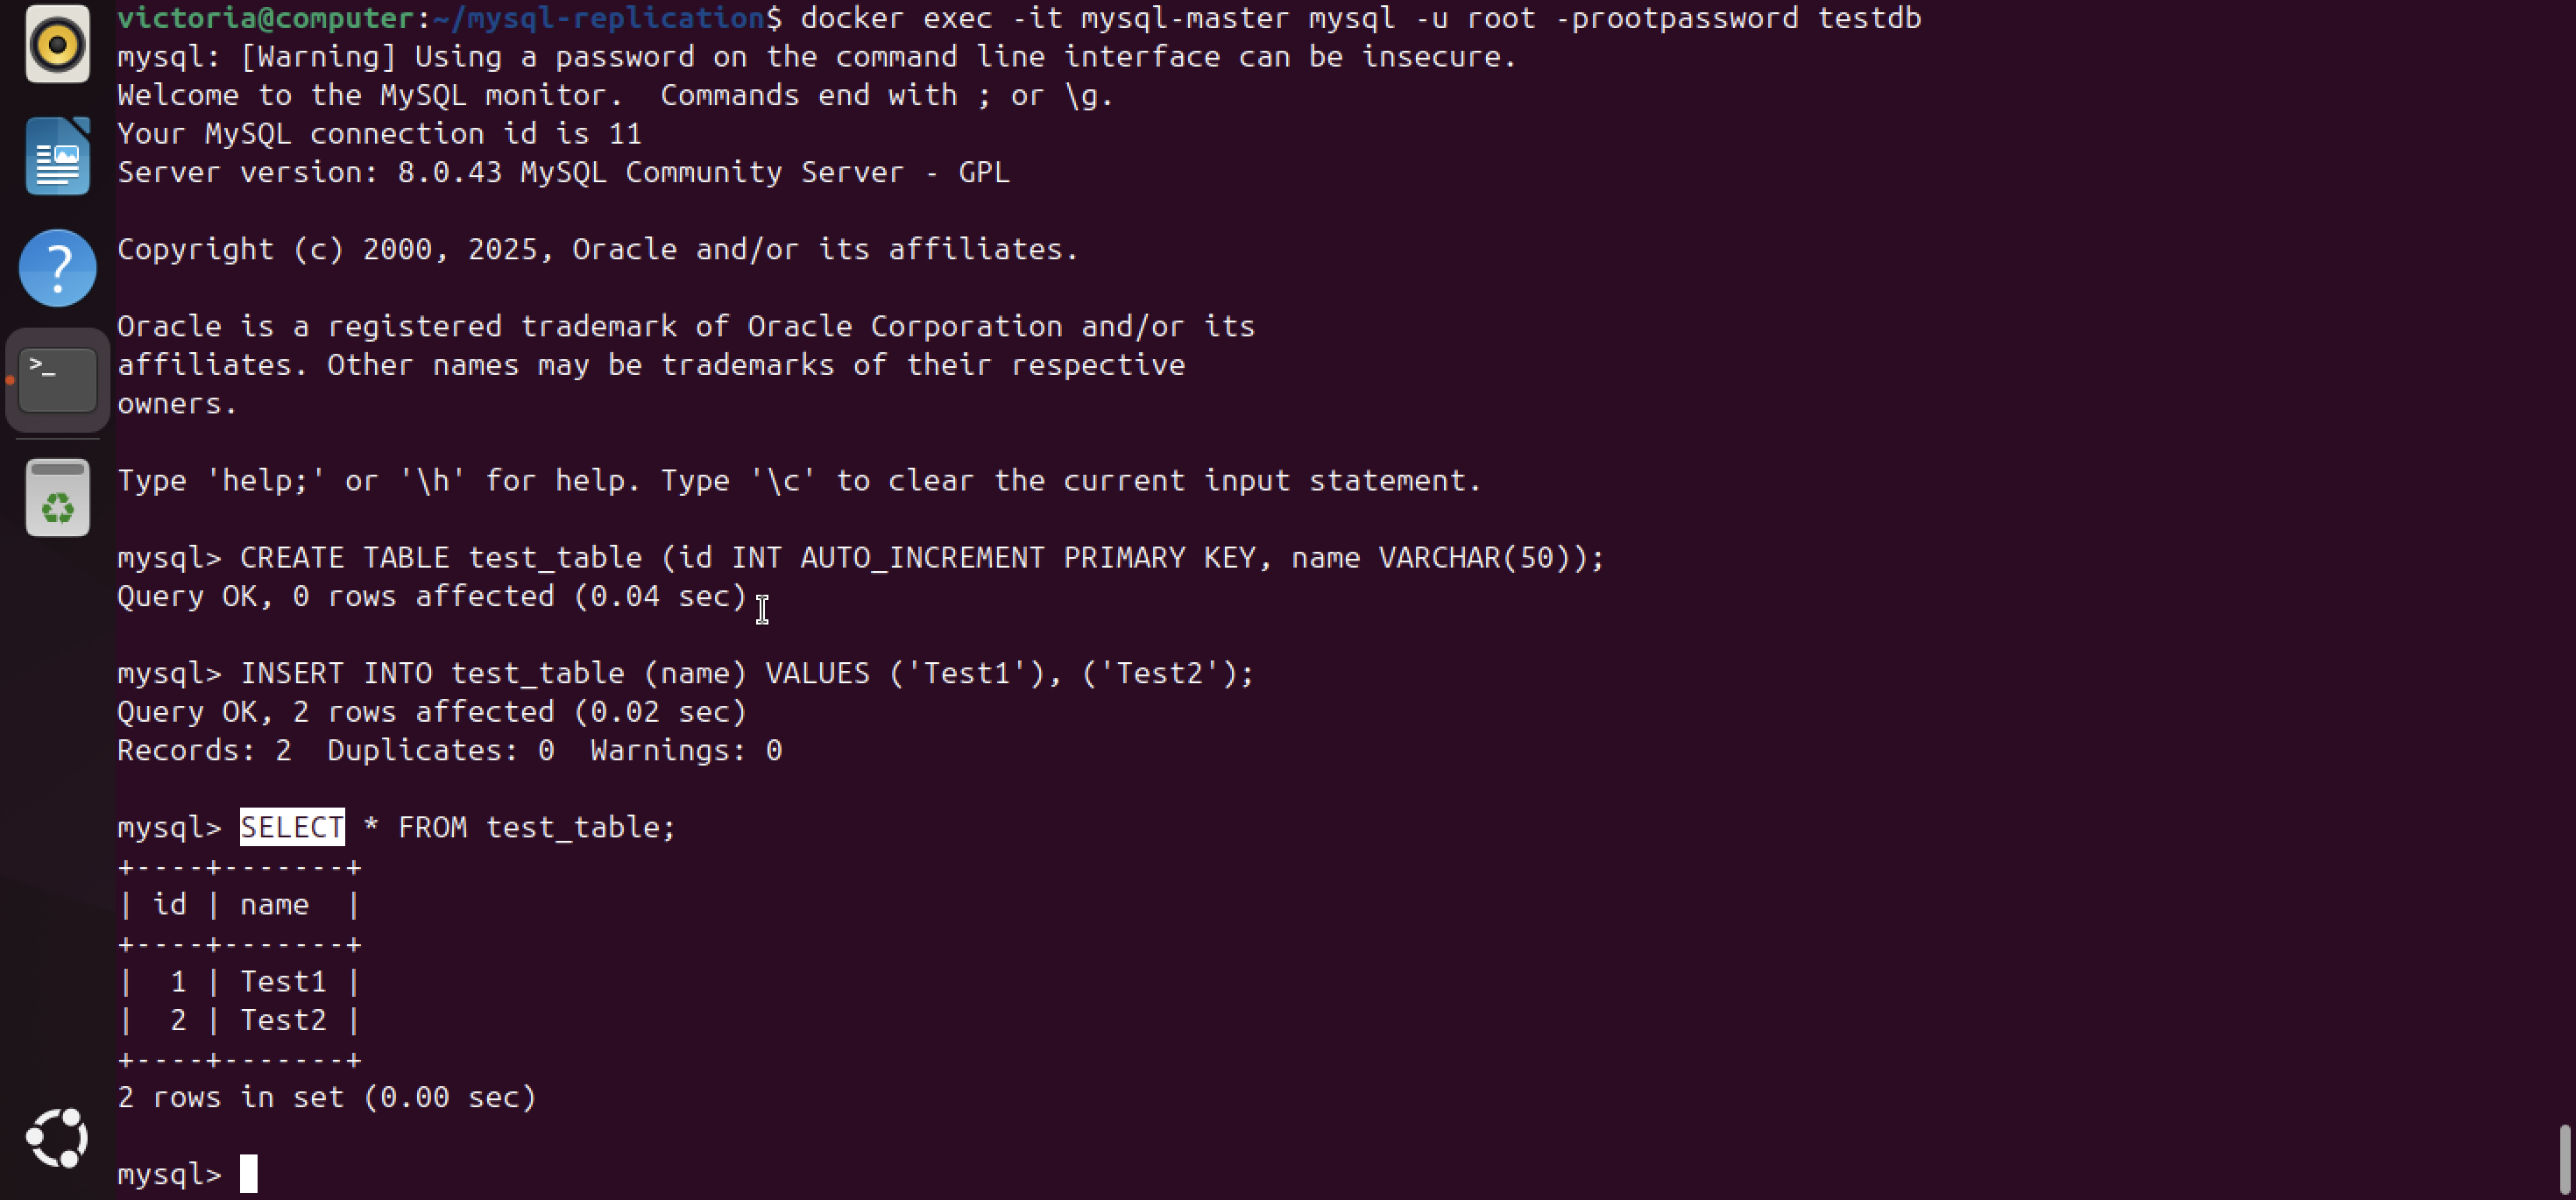 victoria@computer:~/mysql-replication$ docker exec -it mysql-master mysql -u root -prootpassword testdb
mysql: [Warning] Using a password on the command line interface can be insecure.
Welcome to the MySQL monitor.  Commands end with ; or \g.
Your MySQL connection id is 11
Server version: 8.0.43 MySQL Community Server - GPL
Copyright (c) 2000, 2025, Oracle and/or its affiliates.
Oracle is a registered trademark of Oracle Corporation and/or its
affiliates. Other names may be trademarks of their respective
owners.
Type 'help;' or '\h' for help. Type '\c' to clear the current input statement.
mysql> CREATE TABLE test_table (id INT AUTO_INCREMENT PRIMARY KEY, name VARCHAR(50));
Query OK, 0 rows affected (0.04 sec)
mysql> INSERT INTO test_table (name) VALUES ('Test1'), ('Test2');
Query OK, 2 rows affected (0.02 sec)
Records: 2  Duplicates: 0  Warnings: 0
mysql> SELECT * FROM test_table;
+----+-------+
| id | name  |
+----+-------+
|  1 | Test1 |
|  2 | Test2 |
+----+-------+
2 rows in set (0.00 sec)
mysql>